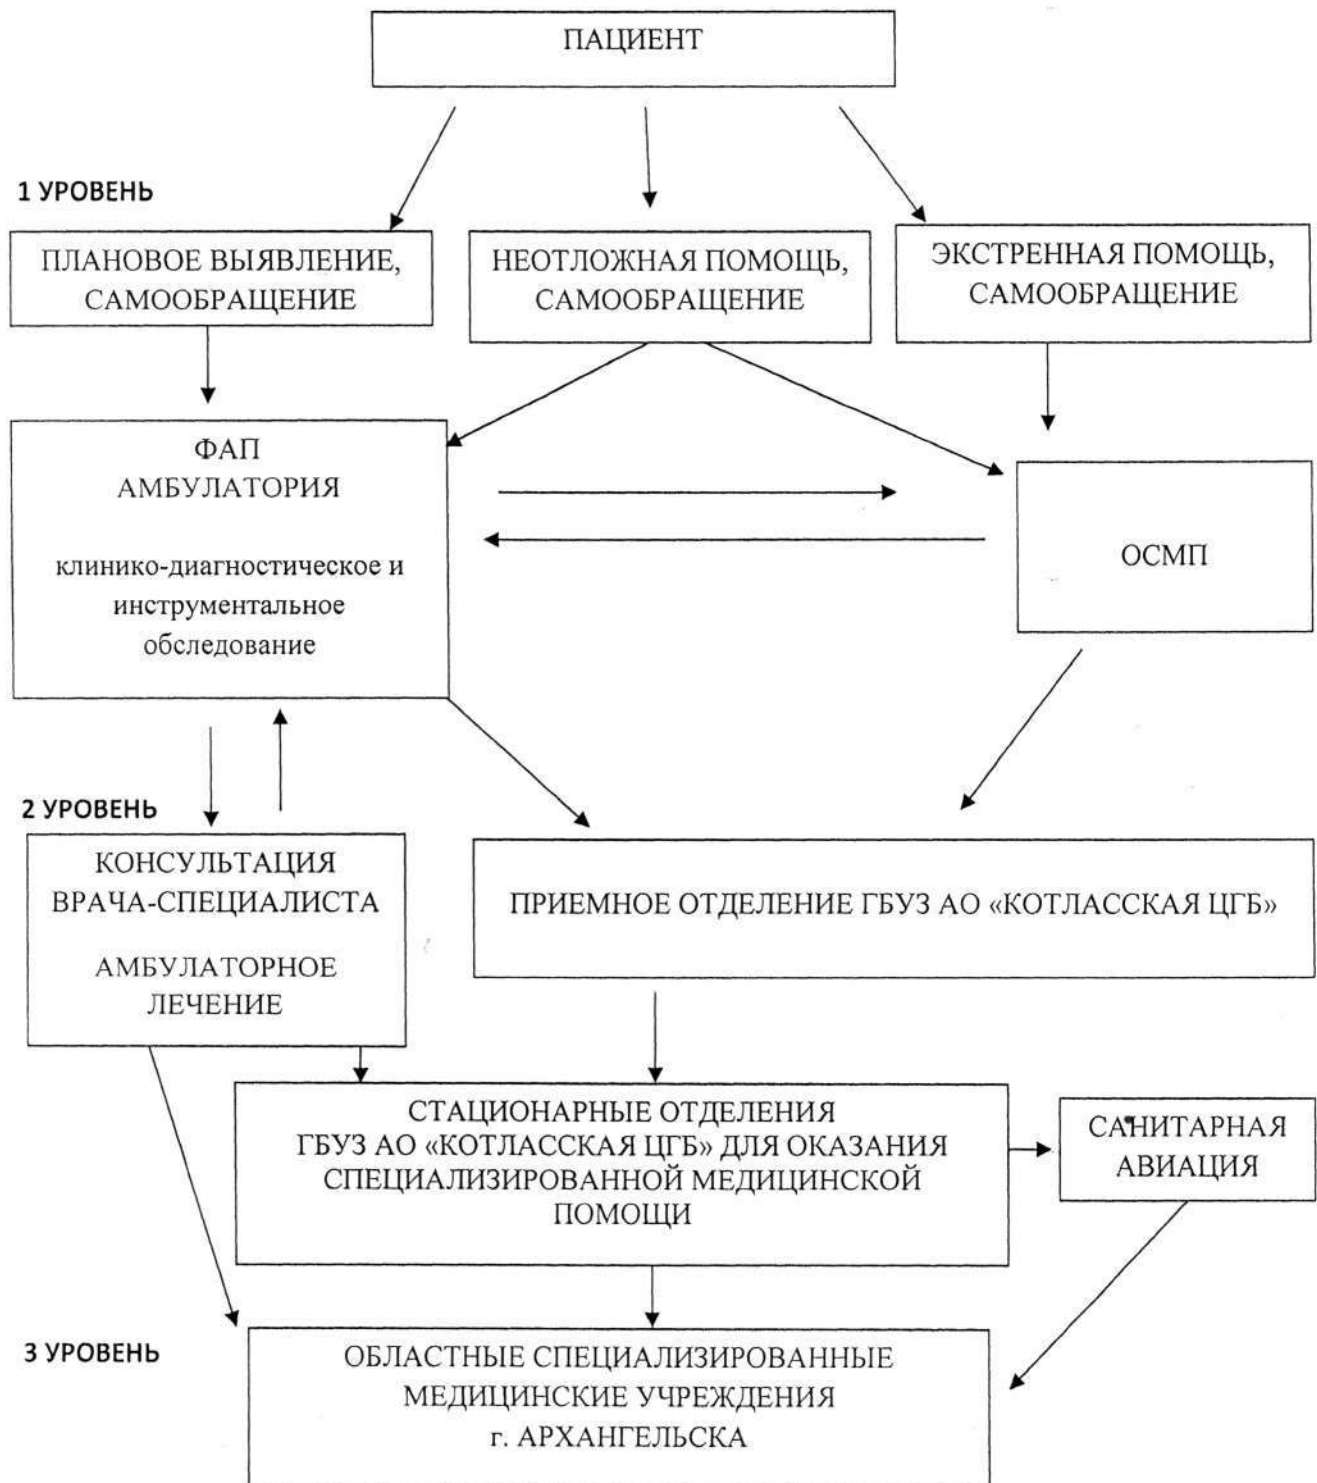 ПАЦИЕНТ
1 УРОВЕНЬ
ПЛАНОВОЕ ВЫЯВЛЕНИЕ,
САМООБРАЩЕНИЕ
НЕОТЛОЖНАЯ ПОМОЩЬ,
САМООБРАЩЕНИЕ
ЭКСТРЕННАЯ ПОМОЩЬ,
САМООБРАЩЕНИЕ
ФАП
АМБУЛАТОРИЯ
клинико-диагностическое и
инструментальное
обследование
ОСМП
2 УРОВЕНЬ
КОНСУЛЬТАЦИЯ
ВРАЧА-СПЕЦИАЛИСТА
АМБУЛАТОРНОЕ
ЛЕЧЕНИЕ
ПРИЕМНОЕ ОТДЕЛЕНИЕ ГБУЗ АО «КОТЛАССКАЯ ЦГБ»
СТАЦИОНАРНЫЕ ОТДЕЛЕНИЯ
ГБУЗ АО «КОТЛАССКАЯ ЦГБ» ДЛЯ ОКАЗАНИЯ
СПЕЦИАЛИЗИРОВАННОЙ МЕДИЦИНСКОЙ
ПОМОЩИ
САНИТАРНАЯ
АВИАЦИЯ
3 УРОВЕНЬ
ОБЛАСТНЫЕ СПЕЦИАЛИЗИРОВАННЫЕ
МЕДИЦИНСКИЕ УЧРЕЖДЕНИЯ
г. АРХАНГЕЛЬСКА